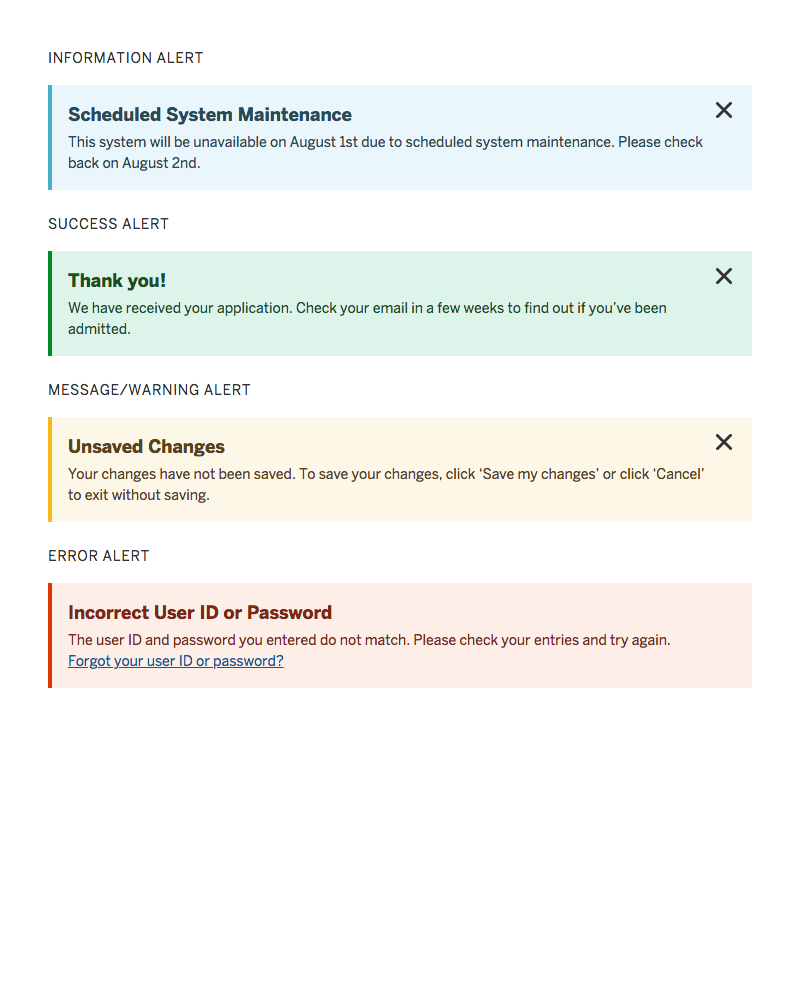 INFORMATION ALERT
Scheduled System Maintenance
This system will be unavailable on August 1st due to scheduled system maintenance. Please check
back on August 2nd.
SUCCESS ALERT
Thank you!
We have received your application. Check your email in a few weeks to find out if you’ve been
admitted.
MESSAGE/WARNING ALERT
Unsaved Changes
Your changes have not been saved. To save your changes, click ‘Save my changes’ or click ‘Cancel’
to exit without saving.
ERROR ALERT
Incorrect User ID or Password
The user ID and password you entered do not match. Please check your entries and try again.
Forgot your user ID or password?